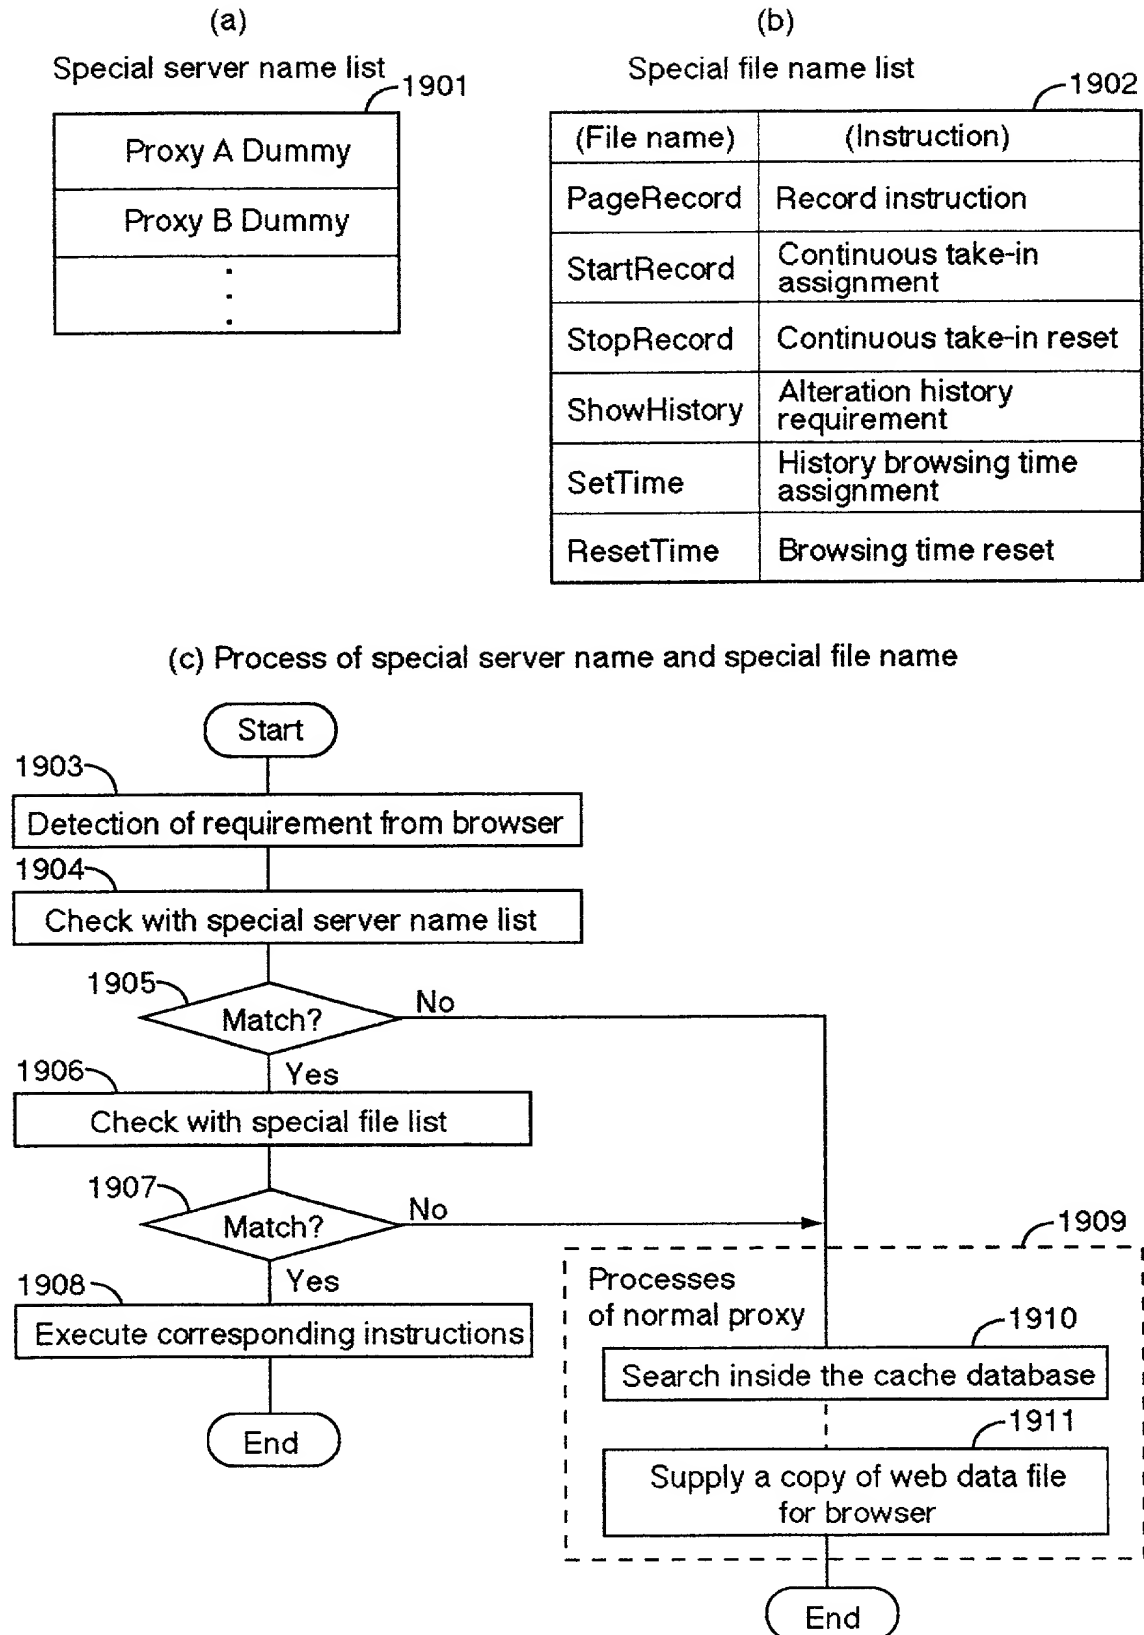 (a)
Special server name list
1901
Proxy A Dummy
Proxy B Dummy
(b)
Special file name list
1902
(File name) (Instruction)
PageRecord Record instruction
StartRecord Continuous take-in
assignment
StopRecord Continuous take-in reset
ShowHistory Alteration history
requirement
SetTime History browsing time
assignment
ResetTime Browsing time reset
(c) Process of special server name and special file name
Start
1903
Detection of requirement from browser
1904
Check with special server name list
1905
Match?
No
Yes
1906
Check with special file list
1907
Match?
No
Yes
1908
Execute corresponding instructions
End
1909
Processes
of normal proxy
1910
Search inside the cache database
1911
Supply a copy of web data file
for browser
End